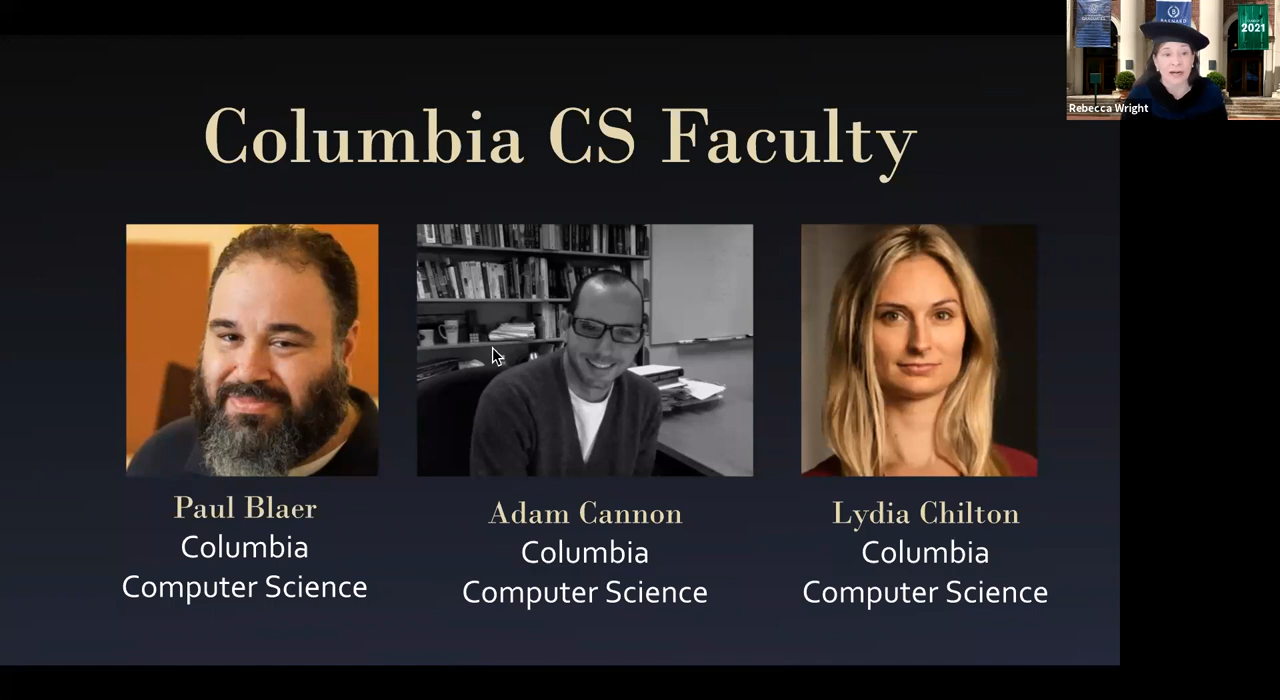 Columbia CS Faculty
Paul Blaer
Columbia
Computer Science
Adam Cannon
Columbia
Computer Science
Lydia Chilton
Columbia
Computer Science
BARNARD
2021
Rebecca Wright